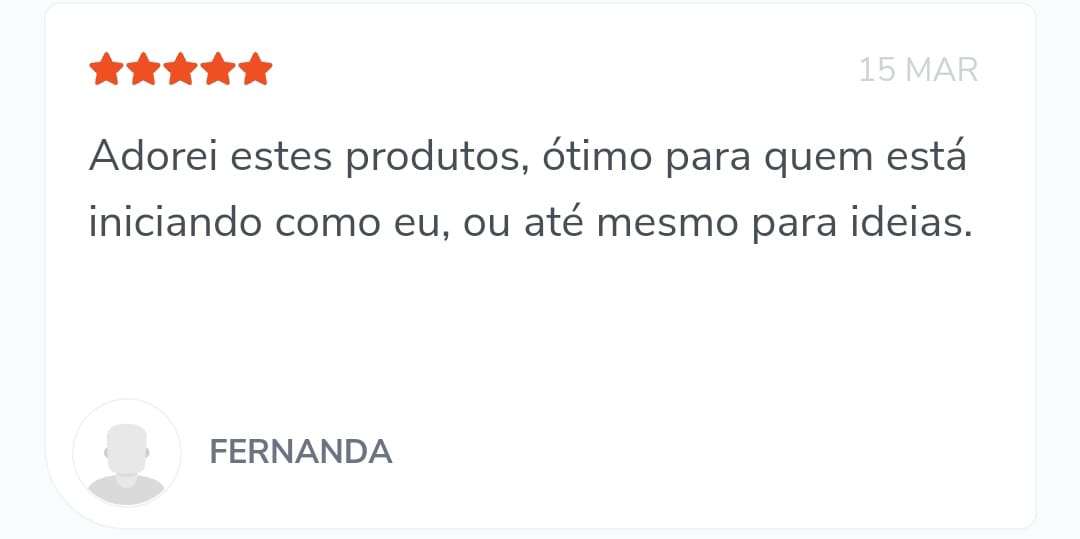 15 MAR
Adorei estes produtos, ótimo para quem está
iniciando como eu, ou até mesmo para ideias.
FERNANDA